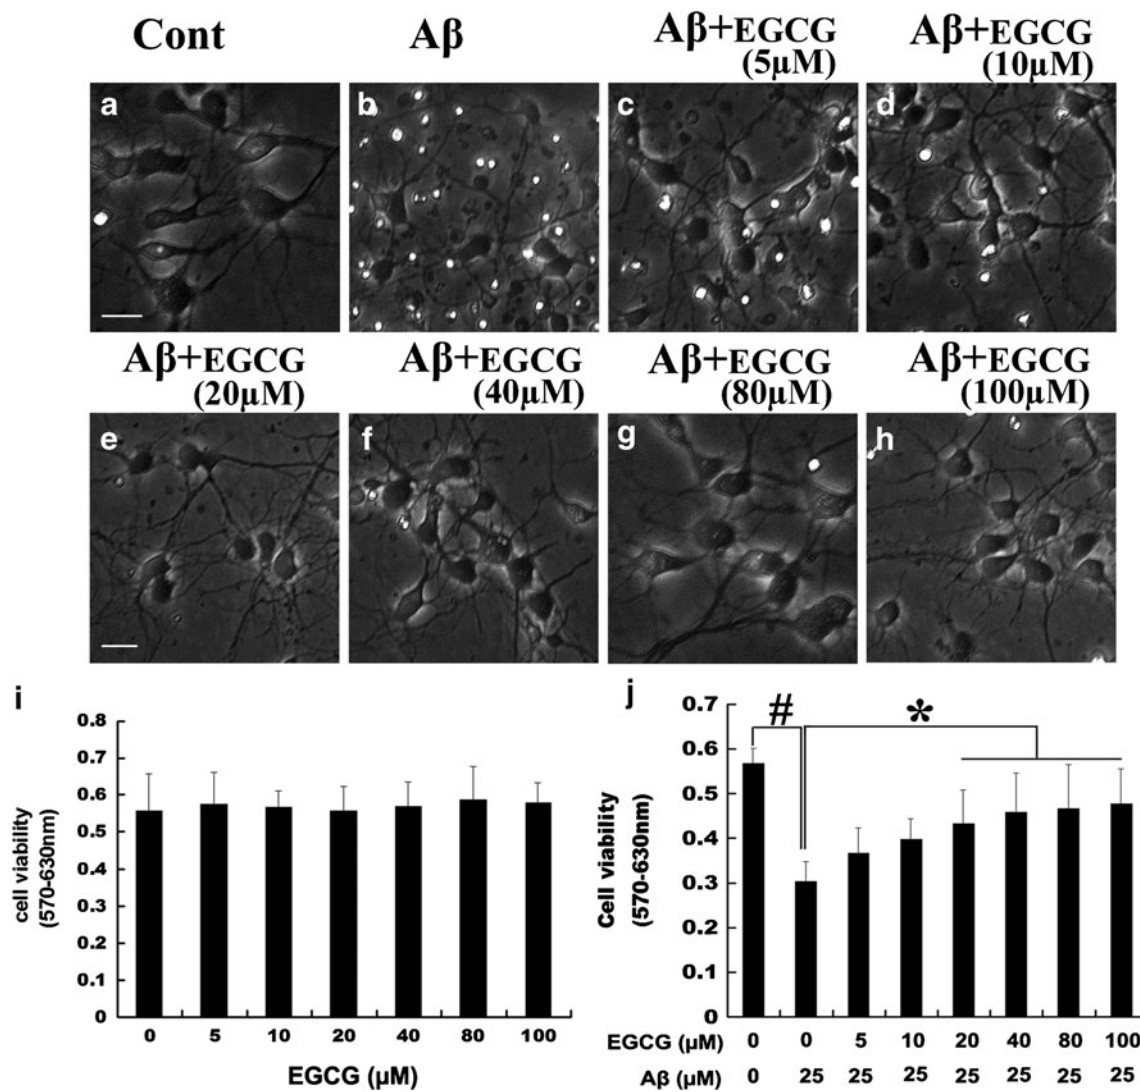 Cont
Aβ
Aβ+EGCG
(5μM)
Aβ+EGCG
(10μM)
a
b
c
d
Aβ+EGCG
(20μM)
Aβ+EGCG
(40μM)
Aβ+EGCG
(80μM)
Aβ+EGCG
(100μM)
e
f
g
h
i
0.8
0.7
0.6
0.5
0.4
0.3
0.2
0.1
0
cell viability
(570-630nm)
0 5 10 20 40 80 100
EGCG (μM)
j
0.7
0.6
0.5
0.4
0.3
0.2
0.1
0
Cell viability
(570-630nm)
# *
EGCG (μM) 0 0 5 10 20 40 80 100
Aβ (μM) 0 25 25 25 25 25 25 25